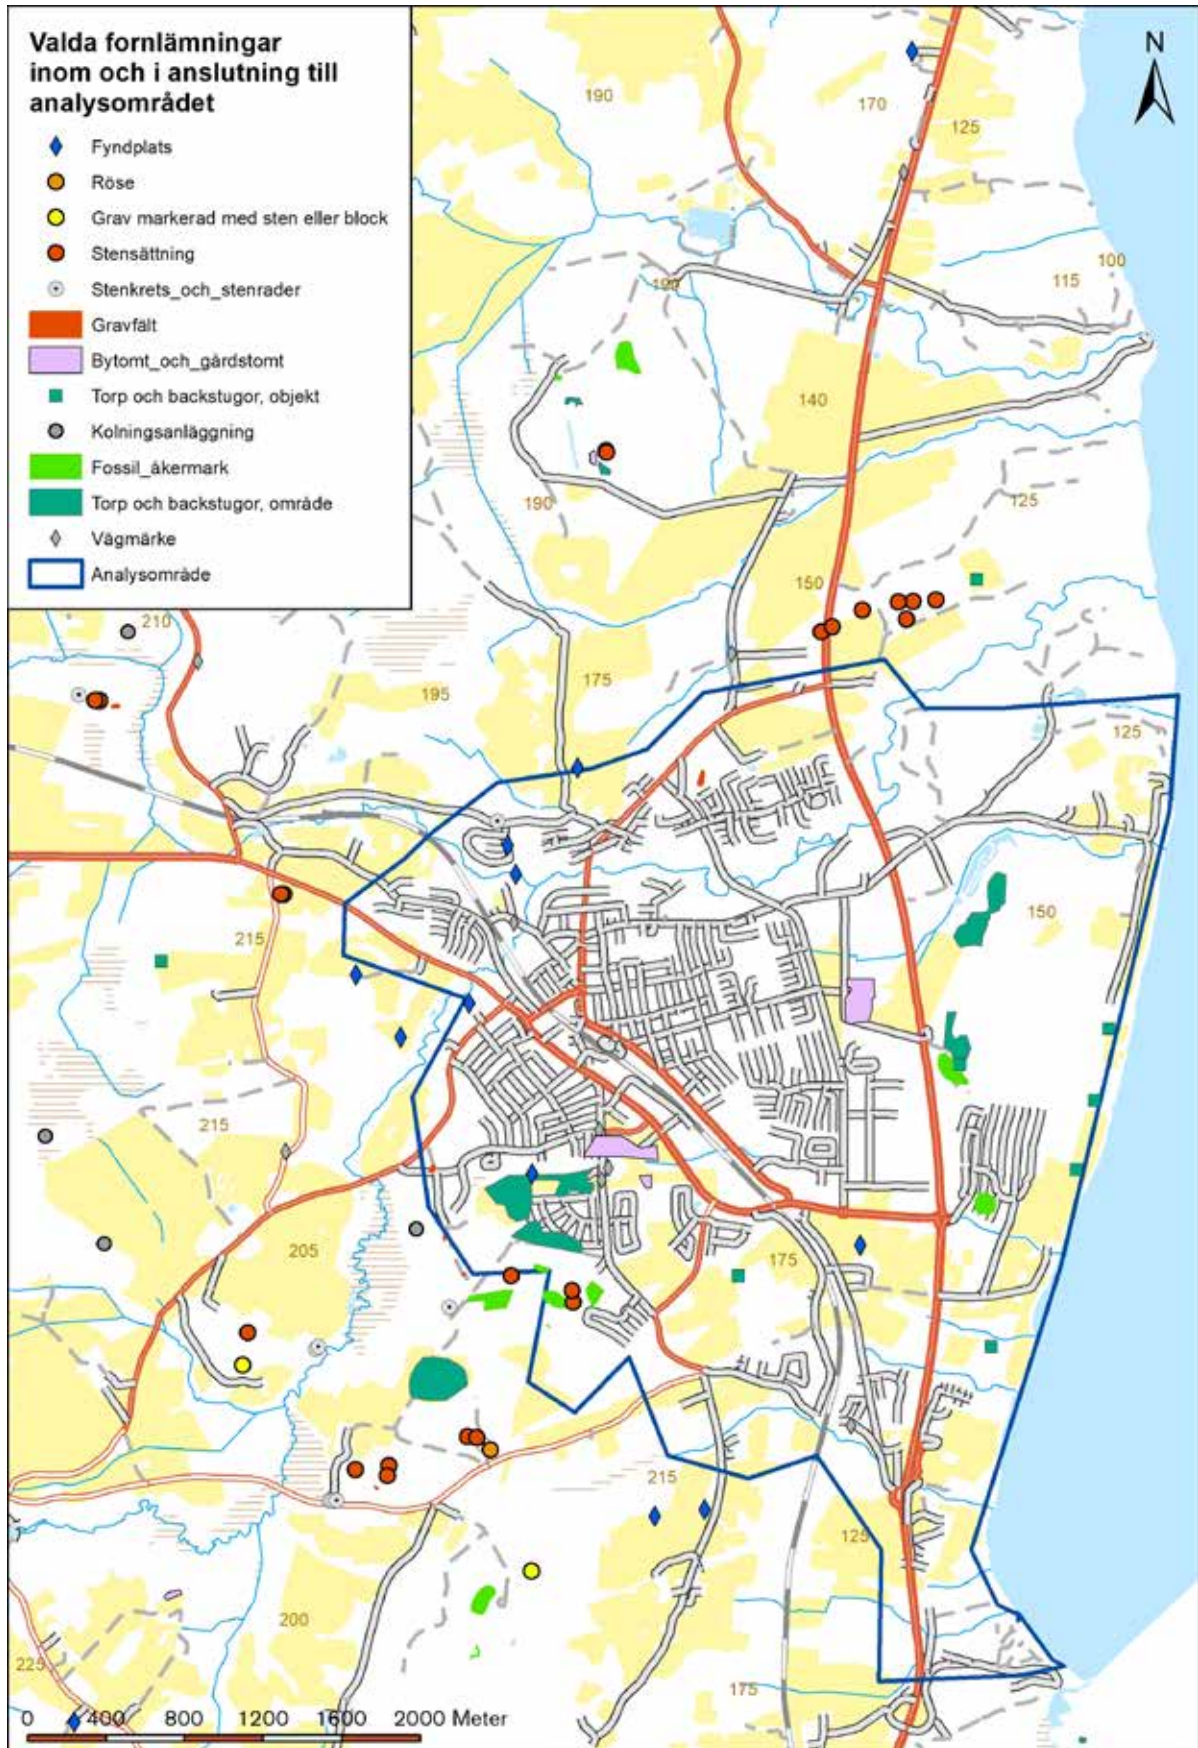 Valda fornlämningar
inom och i anslutning till
analysområdet
Fyndplats
Röse
Grav markerad med sten eller block
Stensättning
Stenkrets_och_stenrader
Gravfält
Bytomt_och_gårdstomt
Torp och backstugor, objekt
Kolningsanläggning
Fossil_åkermark
Torp och backstugor, område
Vägmärke
Analysområde
N
190
170
125
100
115
190
140
190
125
150
210
175
195
125
150
215
215
205
175
215
125
200
225
175
0 400 800 1200 1600 2000 Meter